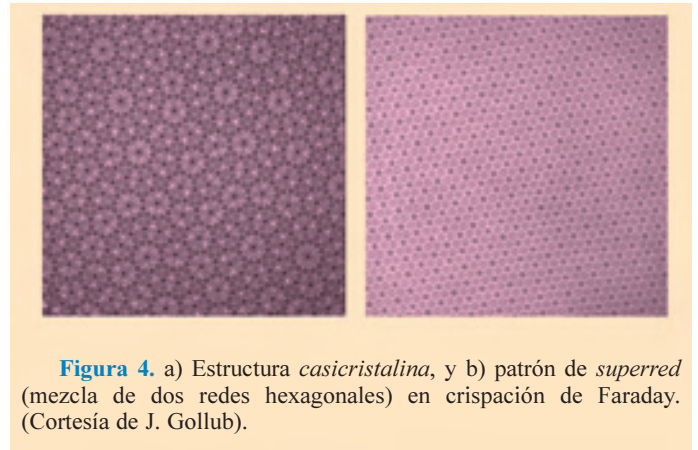 Figura 4. a) Estructura casicristalina, y b) patrón de superred
(mezcla de dos redes hexagonales) en crispación de Faraday.
(Cortesía de J. Gollub).